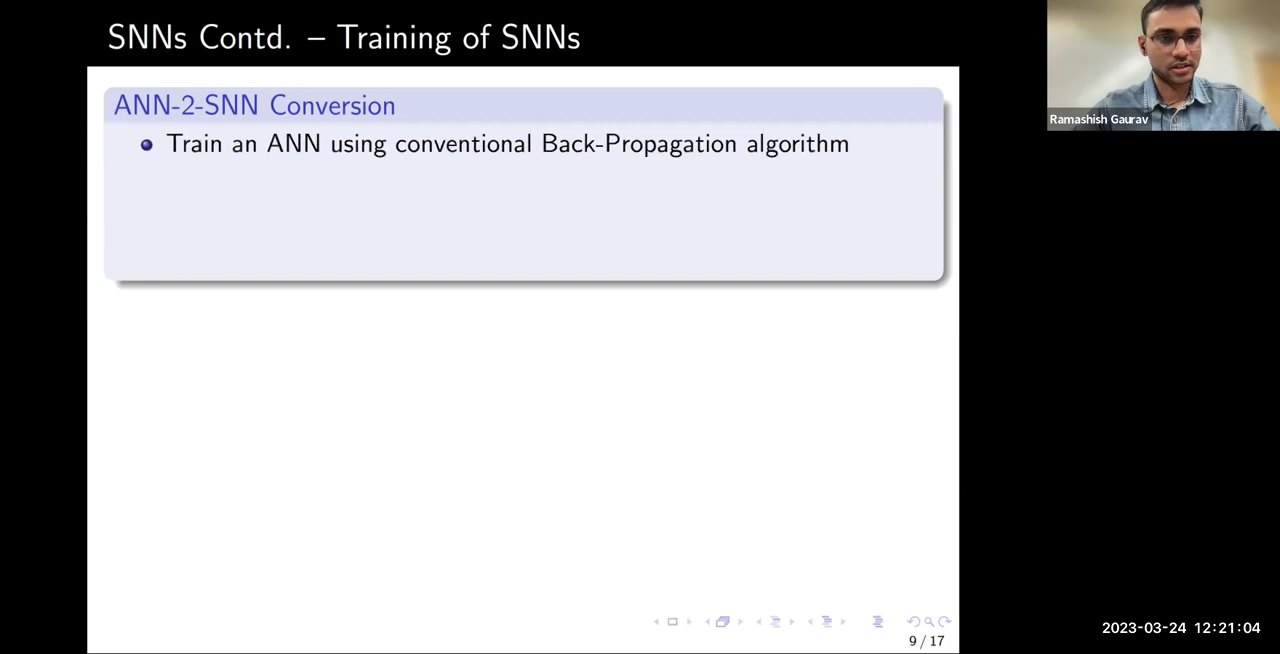 SNNs Contd. – Training of SNNs
Ramashish Gaurav
ANN-2-SNN Conversion
Train an ANN using conventional Back-Propagation algorithm
9 / 17
2023-03-24 12:21:04